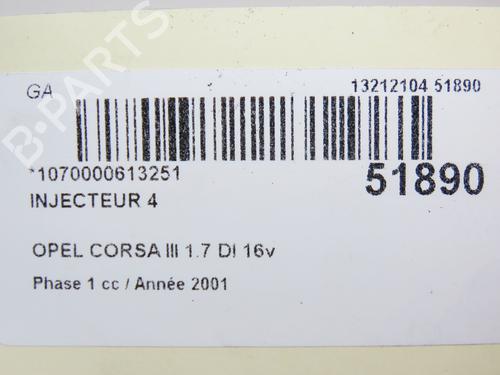 GA
13212104 51890
B-PARTS
*1070000613251
51890
INJECTEUR 4
OPEL CORSA III 1.7 DI 16v
Phase 1 cc / Année 2001